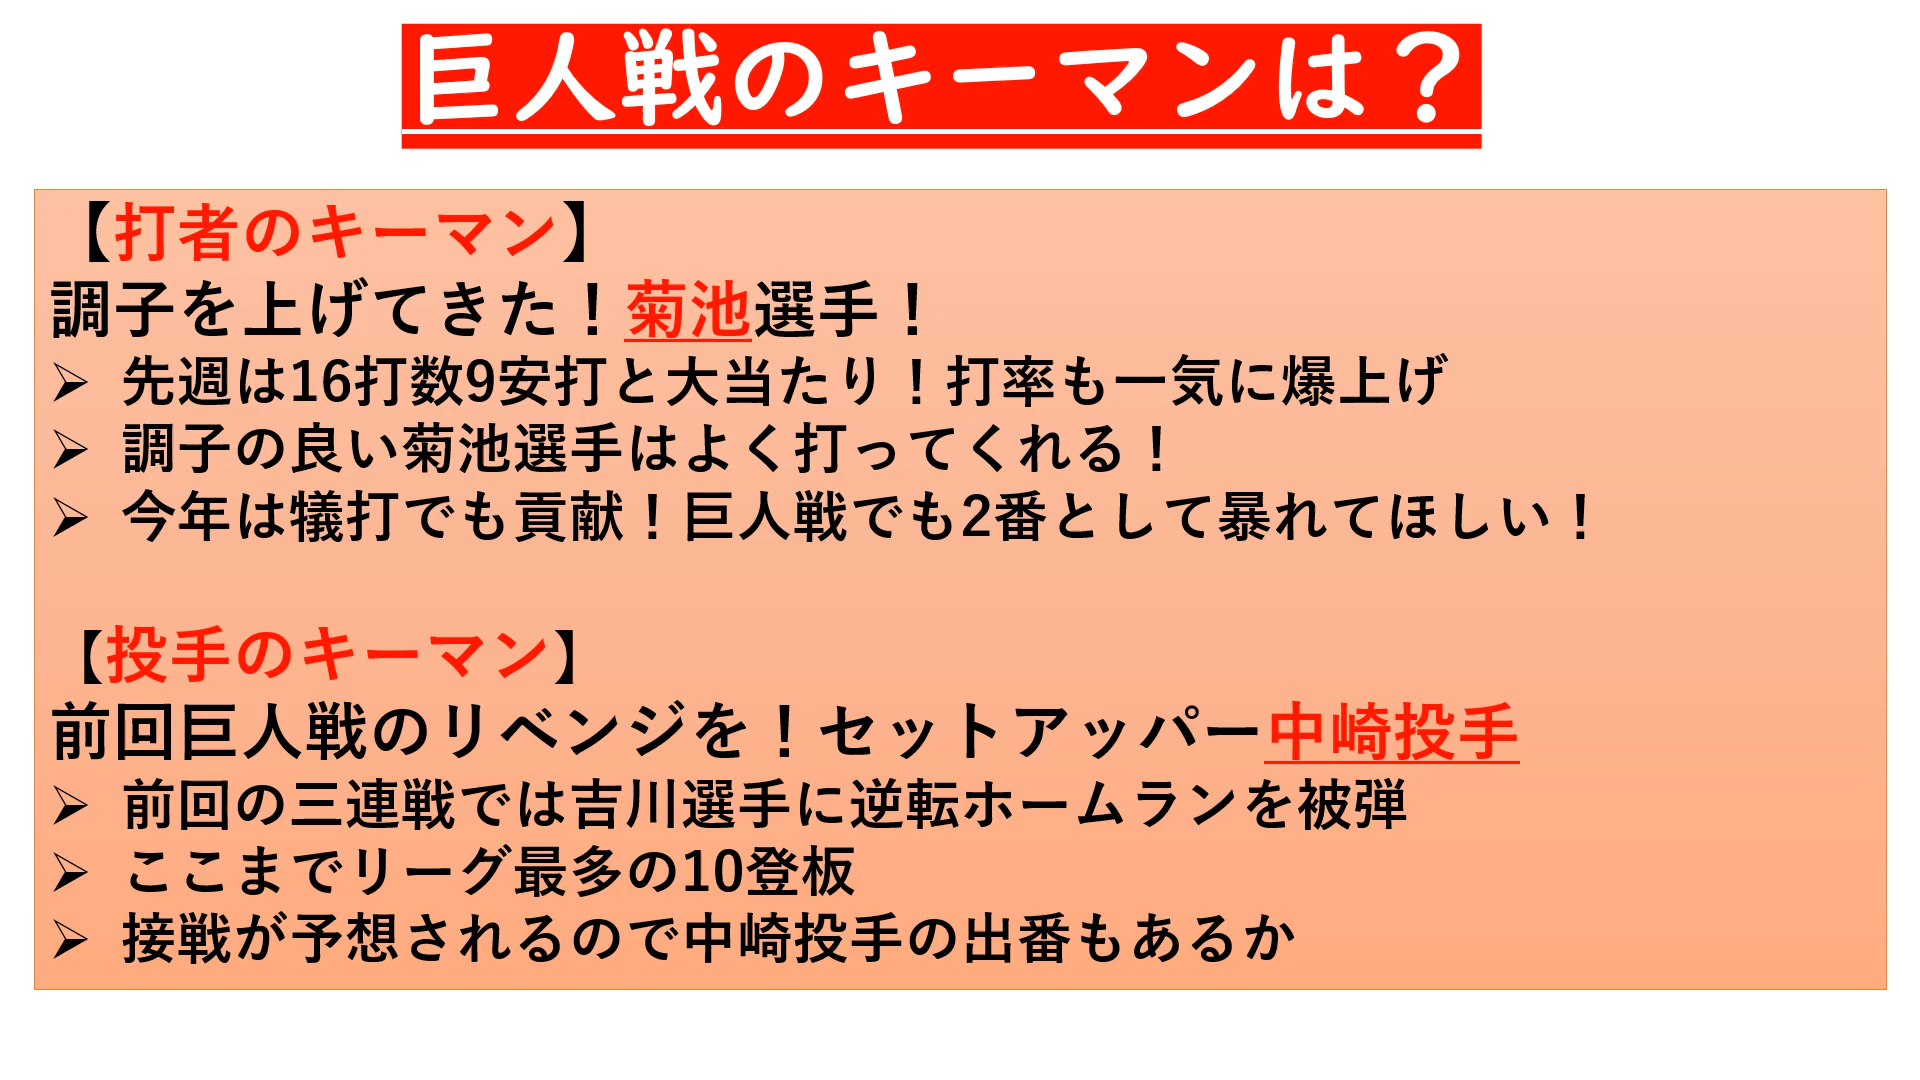 巨人戦のキーマンは？
【打者のキーマン】
調子を上げてきた！菊池選手！
➢ 先週は16打数9安打と大当たり！打率も一気に爆上げ
➢ 調子の良い菊池選手はよく打ってくれる！
➢ 今年は犠打でも貢献！巨人戦でも2番として暴れてほしい！
【投手のキーマン】
前回巨人戦のリベンジを！セットアッパー中崎投手
➢ 前回の三連戦では吉川選手に逆転ホームランを被弾
➢ ここまでリーグ最多の10登板
➢ 接戦が予想されるので中崎投手の出番もあるか